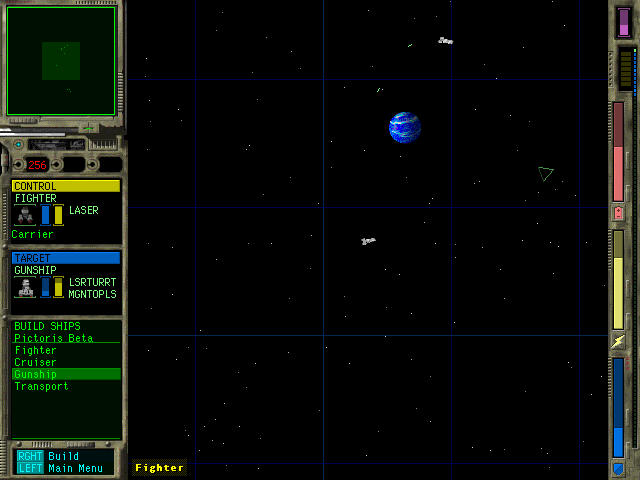 256
CONTROL
FIGHTER
LASER
Carrier
TARGET
GUNSHIP
LSRTURRT
MGNTOPLS
BUILD SHIPS
Pictoris Beta
Fighter
Cruiser
Gunship
Transport
RGHT Build
LEFT Main Menu
Fighter